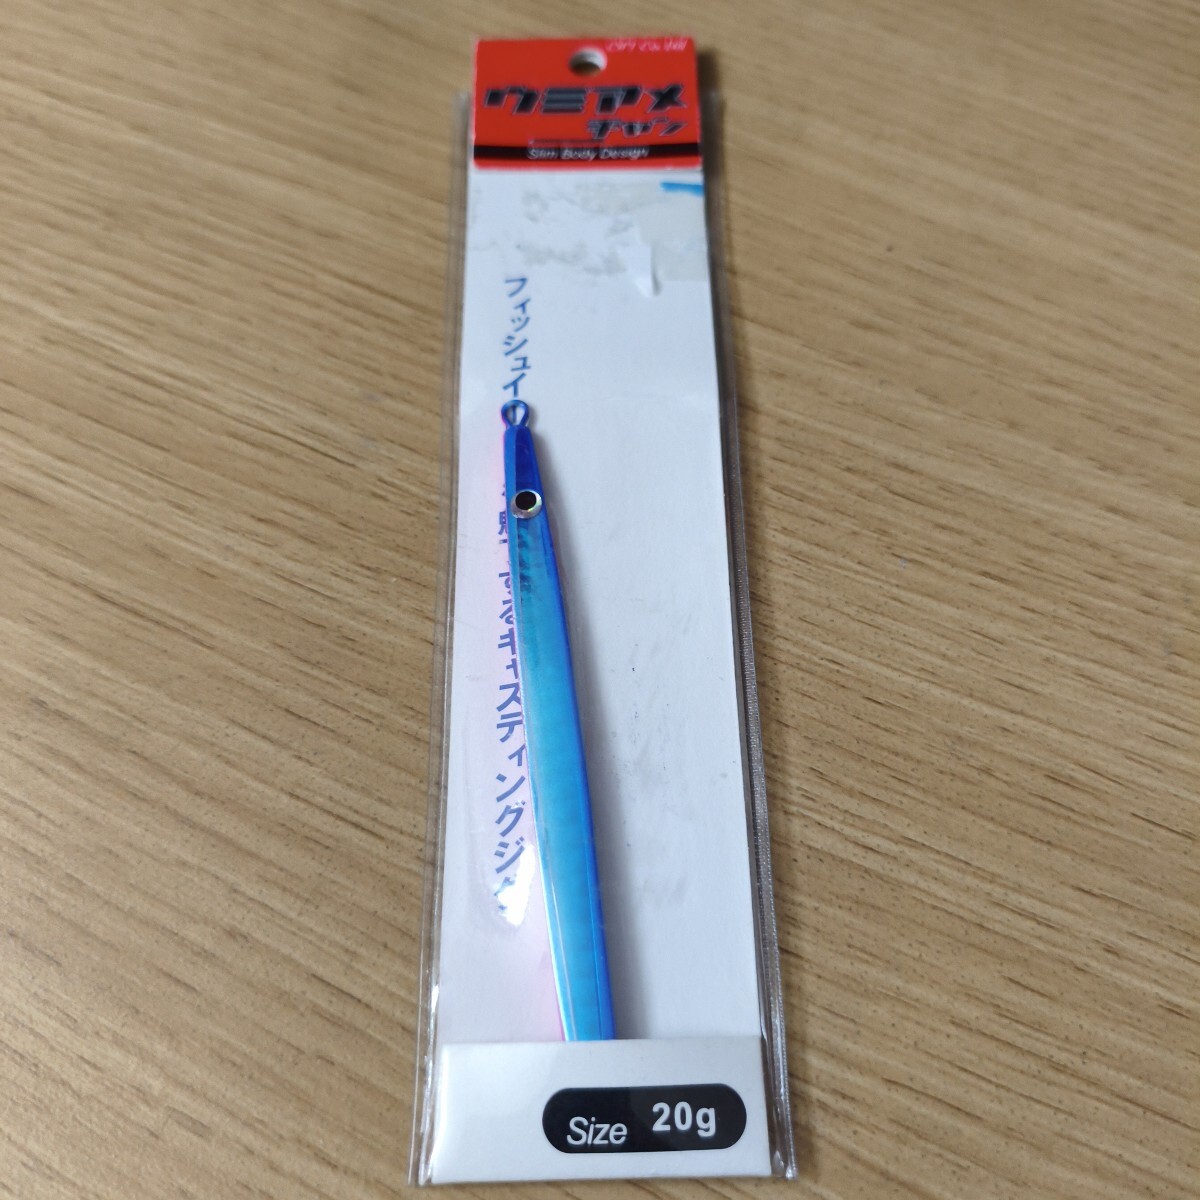 ウミアメ
チャン
Slim Body Design
フィッシュイ
するキャスティングジグ
Size 20g